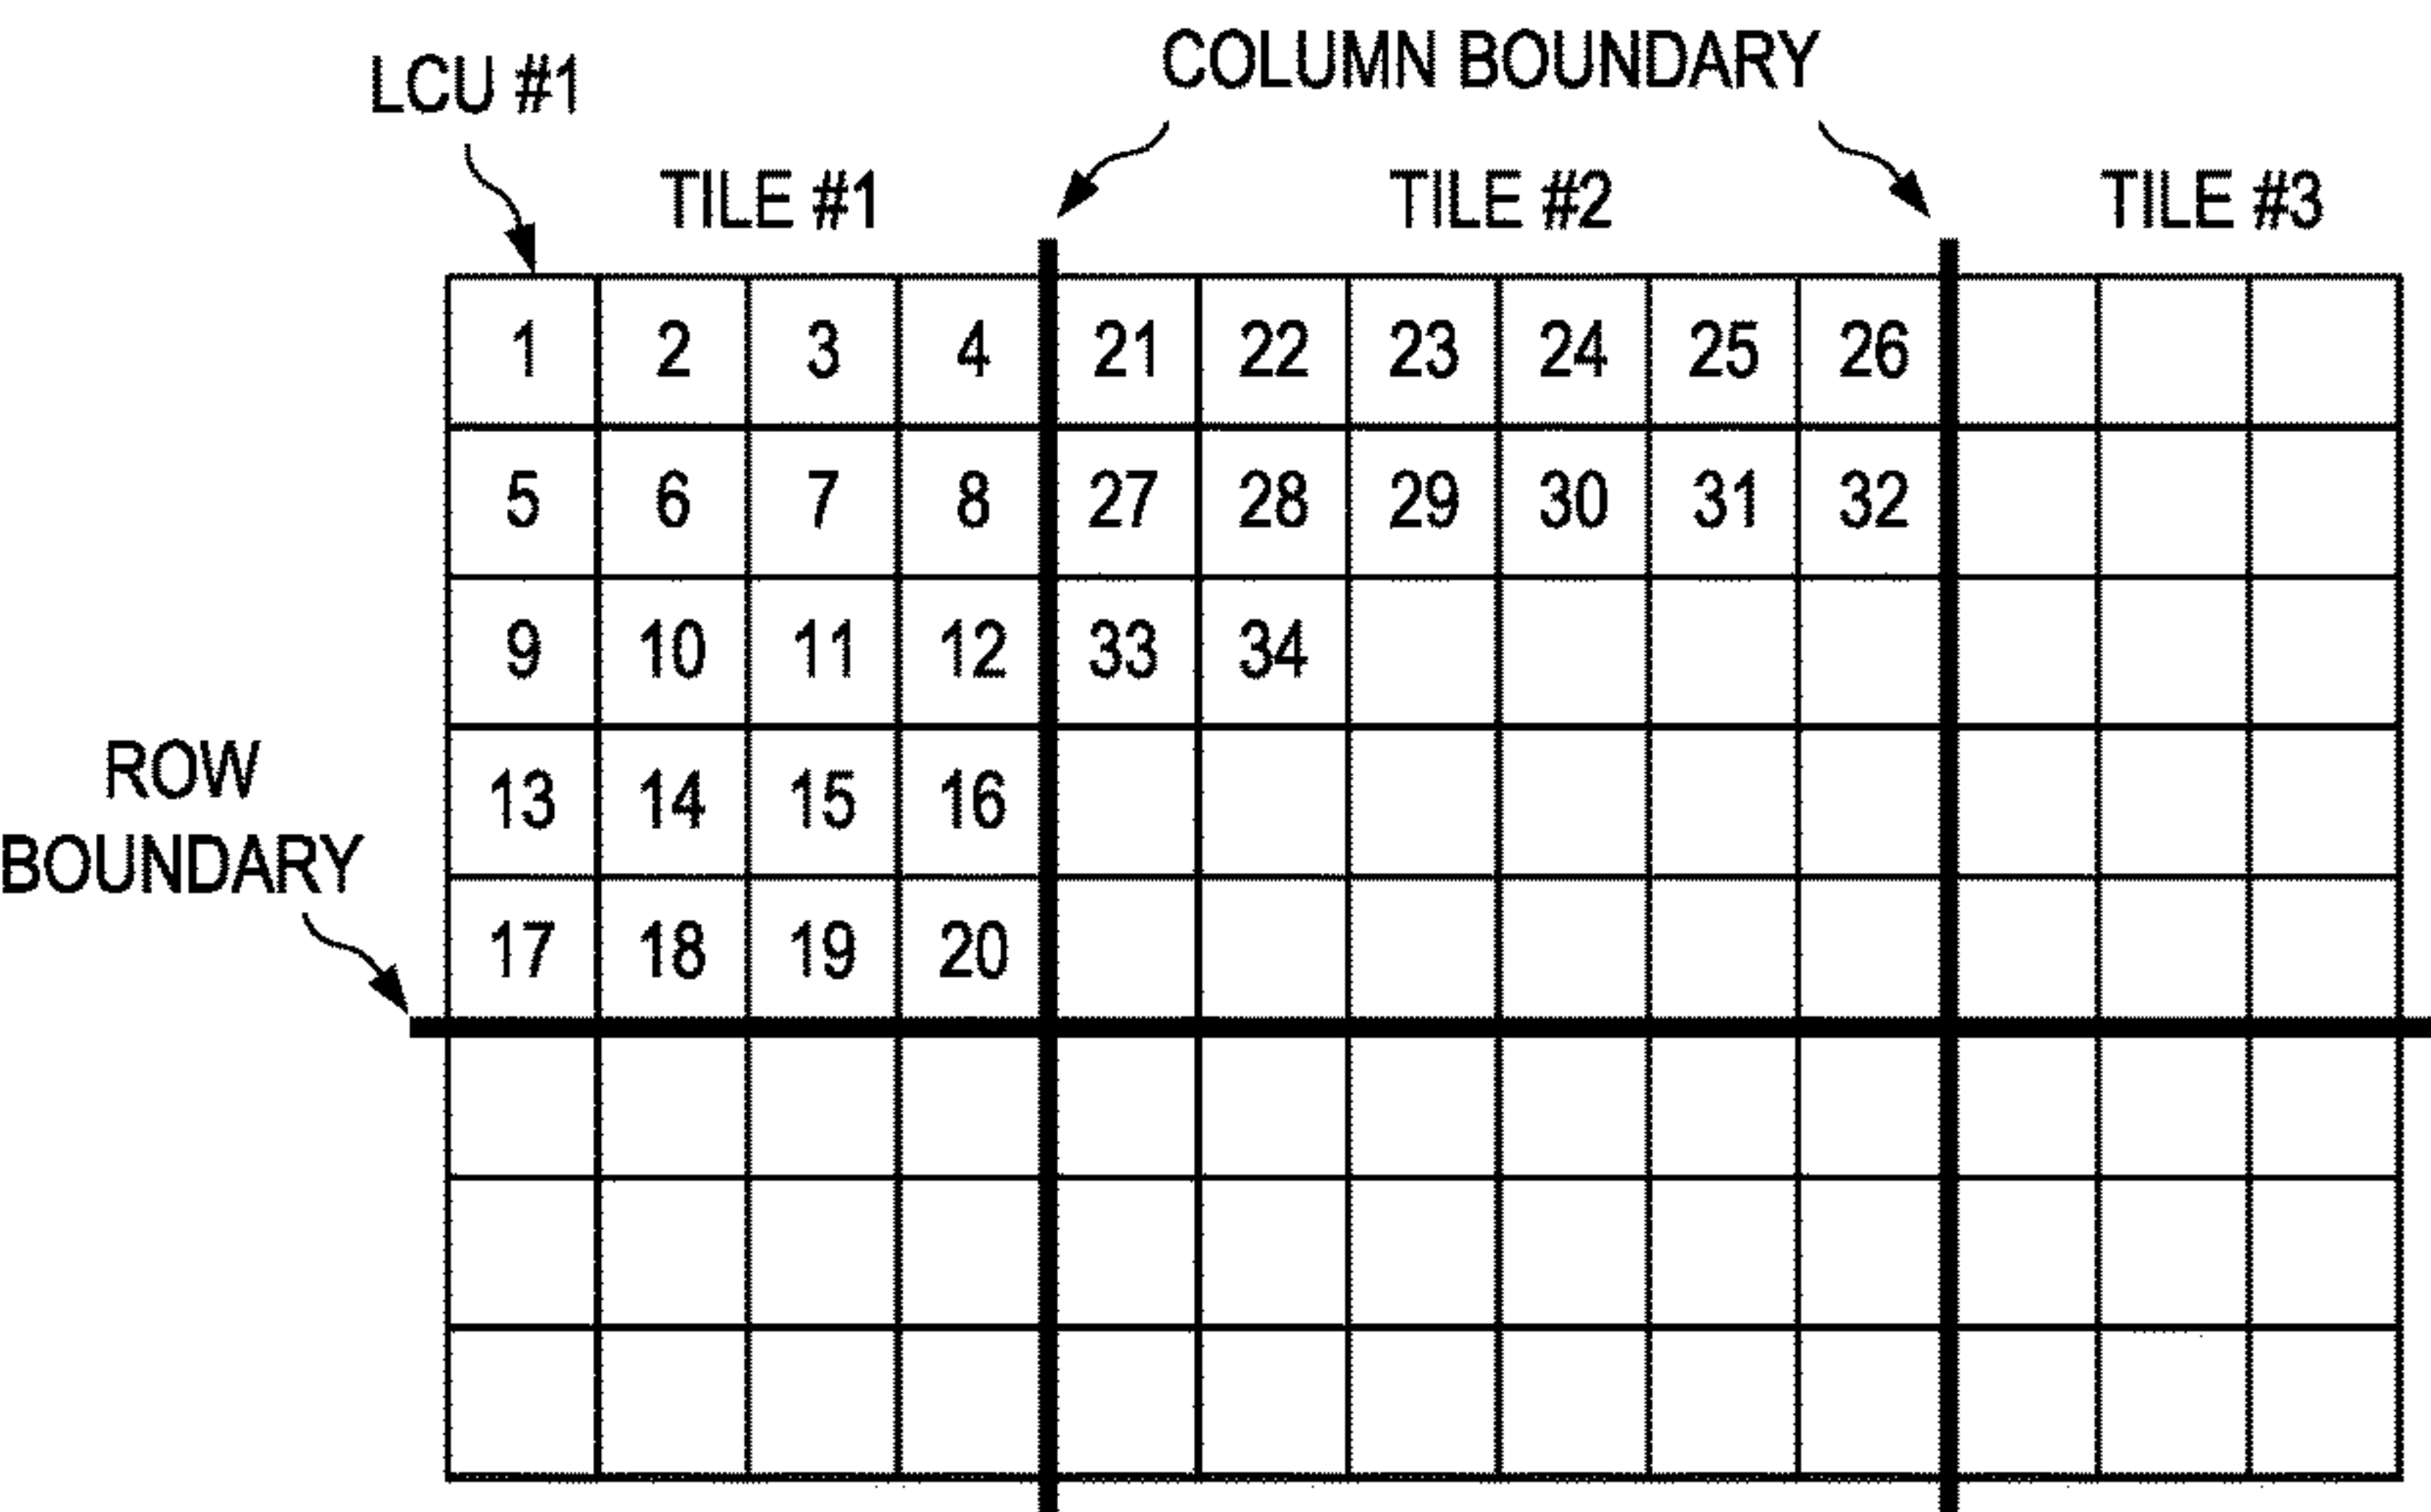 COLUMN BOUNDARY
LCU #1
TILE #1 TILE #2 TILE #3
1 2 3 4 21 22 23 24 25 26
5 6 7 8 27 28 29 30 31 32
9 10 11 12 33 34
ROW
BOUNDARY
13 14 15 16
17 18 19 20